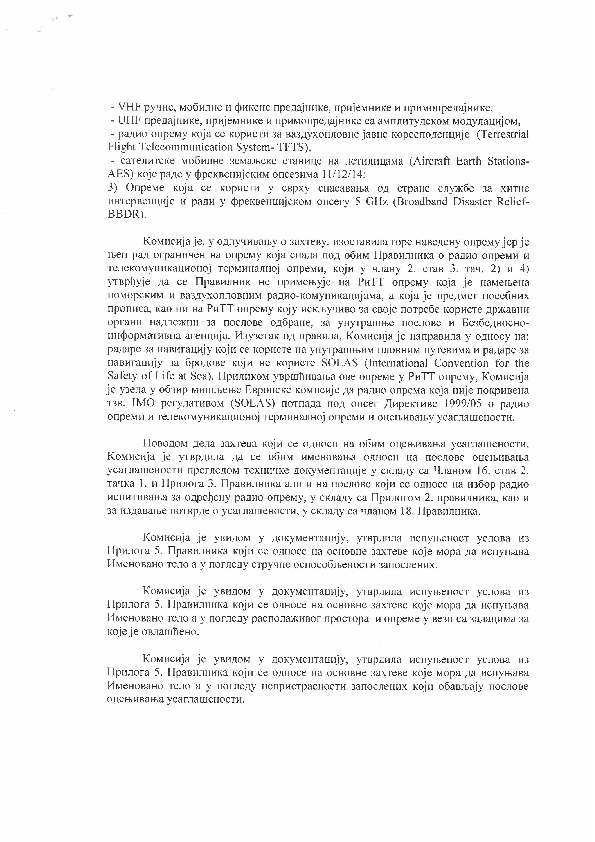 - VHF ручне, мобилне и фиксне предајнике, пријемнике и примопредајнике,
- UHF предајнике, пријемнике и примопредајнике са амплитудском модулацијом,
- радио опрему која се користи за ваздухопловне јавне кореспонденције (Terrestrial
Flight Telecommunication System- TFTS),
- сателитске мобилне земаљске станице на летилицама (Aircraft Earth Stations-
AES) које раде у фреквенијским опсезима 11/12/14;
3) Опреме која се користи у сврху спасавања од стране службе за хитне
интервенције и ради у фреквенцијском опсегу 5 GHz (Broadband Disaster Relief-
BBDR).
Комисија је, у одлучивању о захтеву, изоставила горе наведену опрему јер је
њен рад ограничен на опрему која спада под обим Правилника о радио опреми и
телекомуникационој терминалној опреми, који у члану 2. став 3. тач. 2) и 4)
утврђује да се Правилник не примењује на РиТТ опрему која је намењена
поморским и ваздухопловним радио-комуникацијама, а која је предмет посебних
прописа, као ни на РиТТ опрему коју искључиво за своје потребе користе државни
органи надлежни за послове одбране, за унутрашње послове и Безбедносно-
информативна агенција. Изузетак од правила, Комисија је направила у односу на:
радаре за навигацију који се користе на унутрашњим пловним путевима и радаре за
навигацију за бродове који не користе SOLAS (International Convention for the
Safety of Life at Sea). Приликом увршћивања ове опреме у РиТТ опрему, Комисија
је узела у обзир мишљење Европске комисије да радио опрема која није покривена
тзв. IMO регулативом (SOLAS) потпада под опсег Директиве 1999/05 о радио
опреми и телекомуникационој терминалној опреми и оцењивању усаглашености.
Поводом дела захтева који се односи на обим оцењивања усаглашености,
Комисија је утврдила да се обим именовања односи на послове оцењивања
усаглашености прегледом техничке документације у складу са Чланом 16. став 2.
тачка 1. и Прилога 3. Правилника али и на послове који се односе на избор радио
испитивања за одређену радио опрему, у складу са Прилогом 2. правилника, као и
за издавање потврде о усаглашености, у складу са чланом 18. Правилника.
Комисија је увидом у документацију, утврдила испуњеност услова из
Прилога 5. Правилника који се односе на основне захтеве које мора да испуњава
Именовано тело а у погледу стручне оспособљености запослених.
Комисија је увидом у документацију, утврдила испуњеност услова из
Прилога 5. Правилника који се односе на основне захтеве које мора да испуњава
Именовано тело а у погледу расположивог простора и опреме у вези са задацима за
које је овлашћено.
Комисија је увидом у документацију, утврдила испуњеност услова из
Прилога 5. Правилника који се односе на основне захтеве које мора да испуњава
Именовано тело а у погледу непристрасности запослених који обављају послове
оцењивања усаглашености.